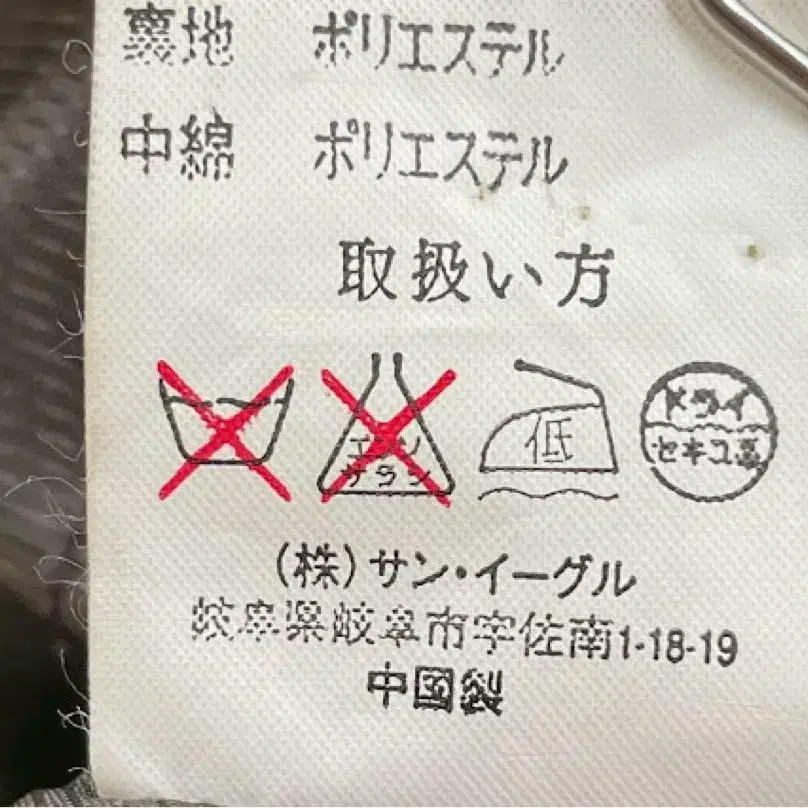 裏地 ポリエステル
中綿 ポリエステル
取扱い方
エンソ
サラシ
低
ドライ
セキユ系
(株)サン・イーグル
岐阜県岐阜市宇佐南1-18-19
中国製